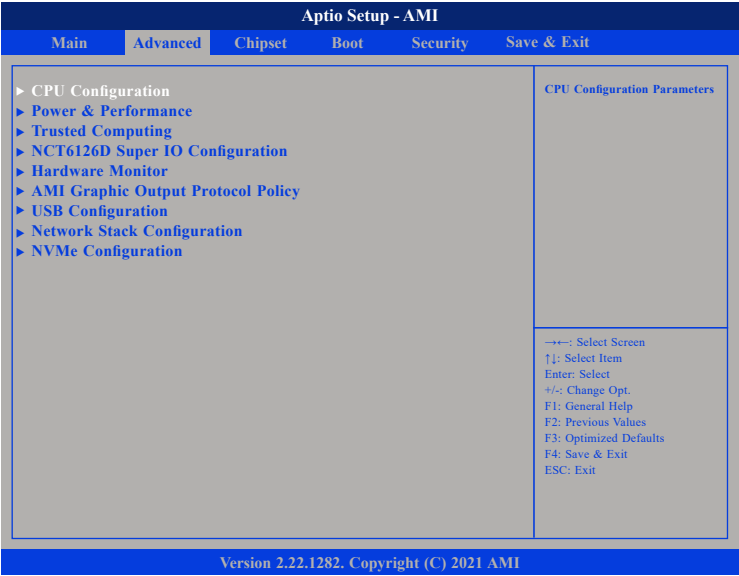 Aptio Setup - AMI
Main Advanced Chipset Boot Security Save & Exit
► CPU Configuration
► Power & Performance
► Trusted Computing
► NCT6126D Super IO Configuration
► Hardware Monitor
► AMI Graphic Output Protocol Policy
► USB Configuration
► Network Stack Configuration
► NVMe Configuration
CPU Configuration Parameters
→←: Select Screen
↑↓: Select Item
Enter: Select
+/-: Change Opt.
F1: General Help
F2: Previous Values
F3: Optimized Defaults
F4: Save & Exit
ESC: Exit
Version 2.22.1282. Copyright (C) 2021 AMI